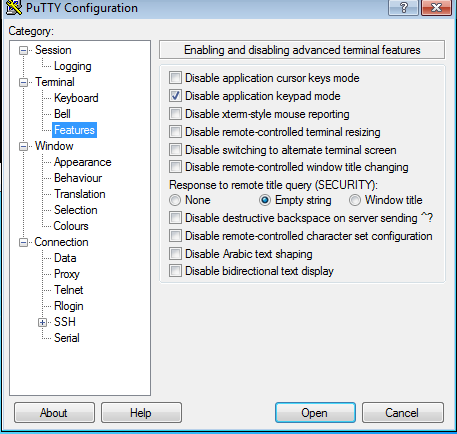 PuTTY Configuration
Category:
Session
Logging
Terminal
Keyboard
Bell
Features
Window
Appearance
Behaviour
Translation
Selection
Colours
Connection
Data
Proxy
Telnet
Rlogin
SSH
Serial
Enabling and disabling advanced terminal features
Disable application cursor keys mode
Disable application keypad mode
Disable xterm-style mouse reporting
Disable remote-controlled terminal resizing
Disable switching to alternate terminal screen
Disable remote-controlled window title changing
Response to remote title query (SECURITY):
None Empty string Window title
Disable destructive backspace on server sending ^?
Disable remote-controlled character set configuration
Disable Arabic text shaping
Disable bidirectional text display
About Help Open Cancel